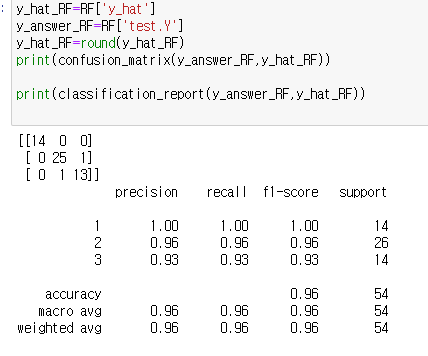 y_hat_RF=RF['y_hat']
y_answer_RF=RF['test.Y']
y_hat_RF=round(y_hat_RF)
print(confusion_matrix(y_answer_RF,y_hat_RF))
print(classification_report(y_answer_RF,y_hat_RF))
[[14 0 0]
[ 0 25 1]
[ 0 1 13]]
precision recall f1-score support
1 1.00 1.00 1.00 14
2 0.96 0.96 0.96 26
3 0.93 0.93 0.93 14
accuracy 0.96 54
macro avg 0.96 0.96 0.96 54
weighted avg 0.96 0.96 0.96 54